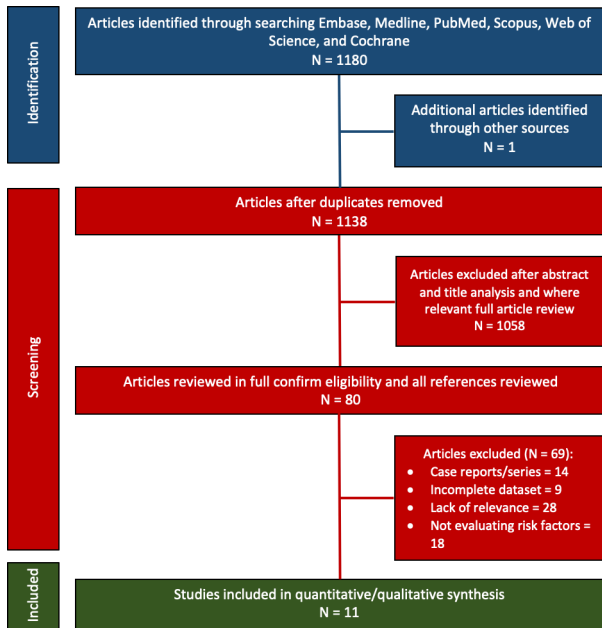 Identification
Articles identified through searching Embase, Medline, PubMed, Scopus, Web of
Science, and Cochrane
N = 1180
Additional articles identified
through other sources
N = 1
Screening
Articles after duplicates removed
N = 1138
Articles excluded after abstract
and title analysis and where
relevant full article review
N = 1058
Articles reviewed in full confirm eligibility and all references reviewed
N = 80
Articles excluded (N = 69):
• Case reports/series = 14
• Incomplete dataset = 9
• Lack of relevance = 28
• Not evaluating risk factors =
18
Included
Studies included in quantitative/qualitative synthesis
N = 11